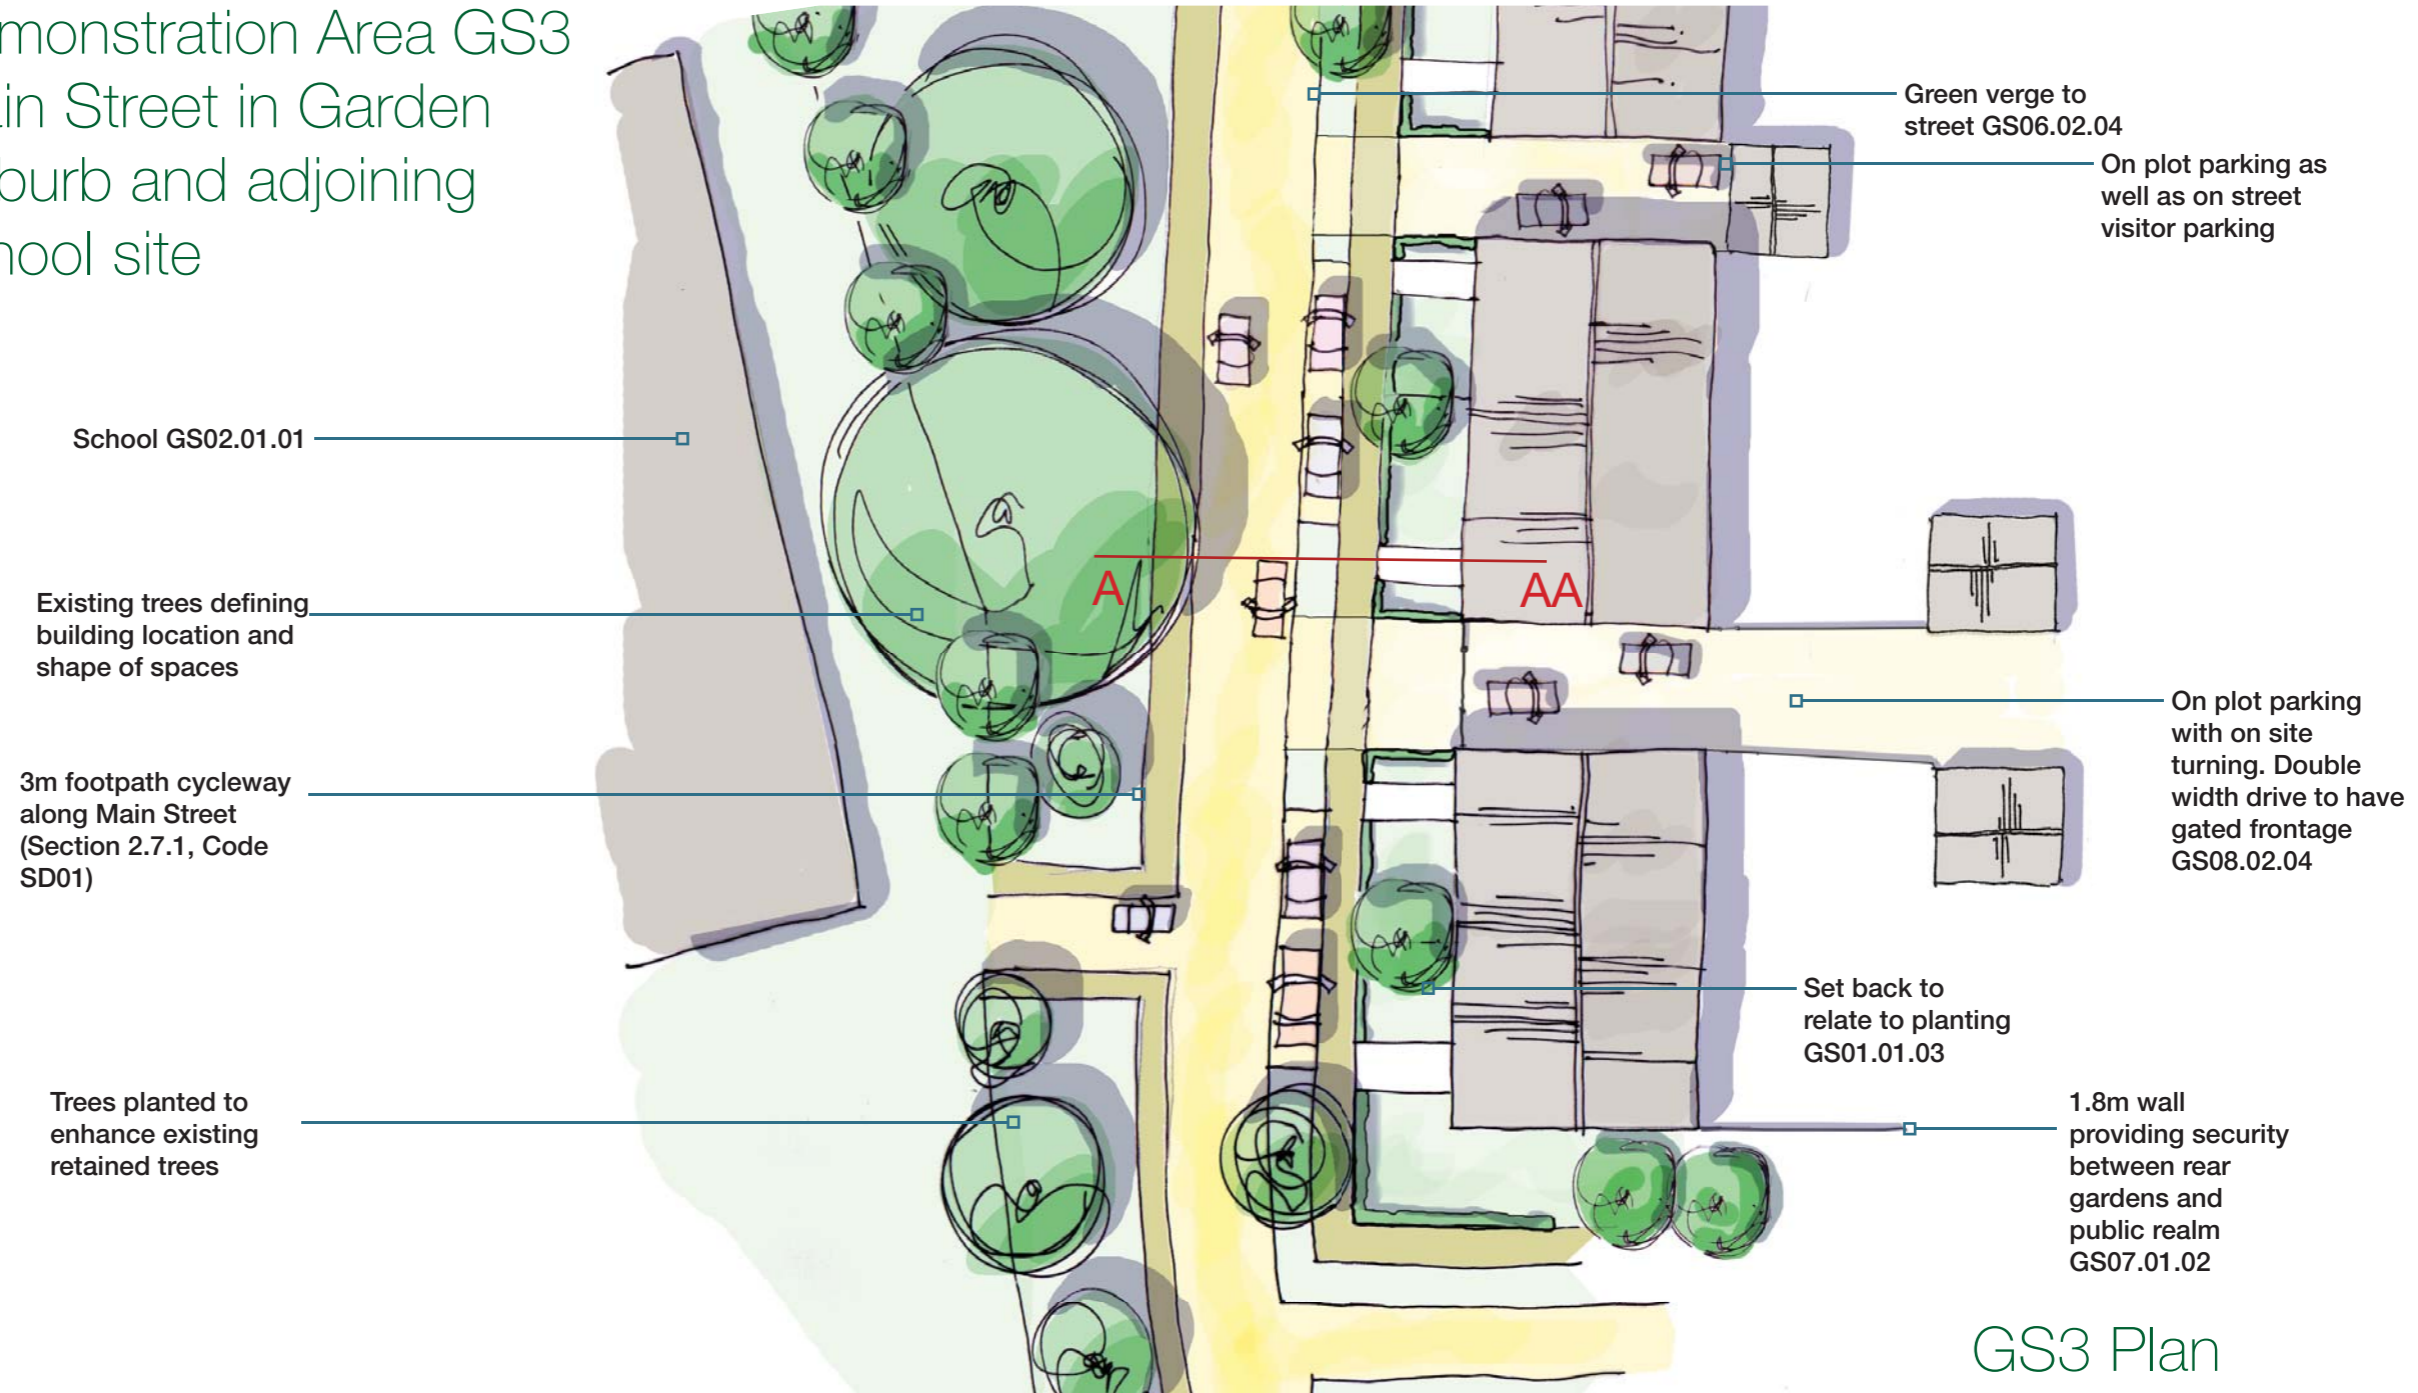 monstration Area GS3
in Street in Garden
burb and adjoining
ool site
Green verge to
street GS06.02.04
On plot parking as
well as on street
visitor parking
School GS02.01.01
Existing trees defining
building location and
shape of spaces
A
AA
3m footpath cycleway
along Main Street
(Section 2.7.1, Code
SD01)
On plot parking
with on site
turning. Double
width drive to have
gated frontage
GS08.02.04
Set back to
relate to planting
GS01.01.03
Trees planted to
enhance existing
retained trees
1.8m wall
providing security
between rear
gardens and
public realm
GS07.01.02
GS3 Plan